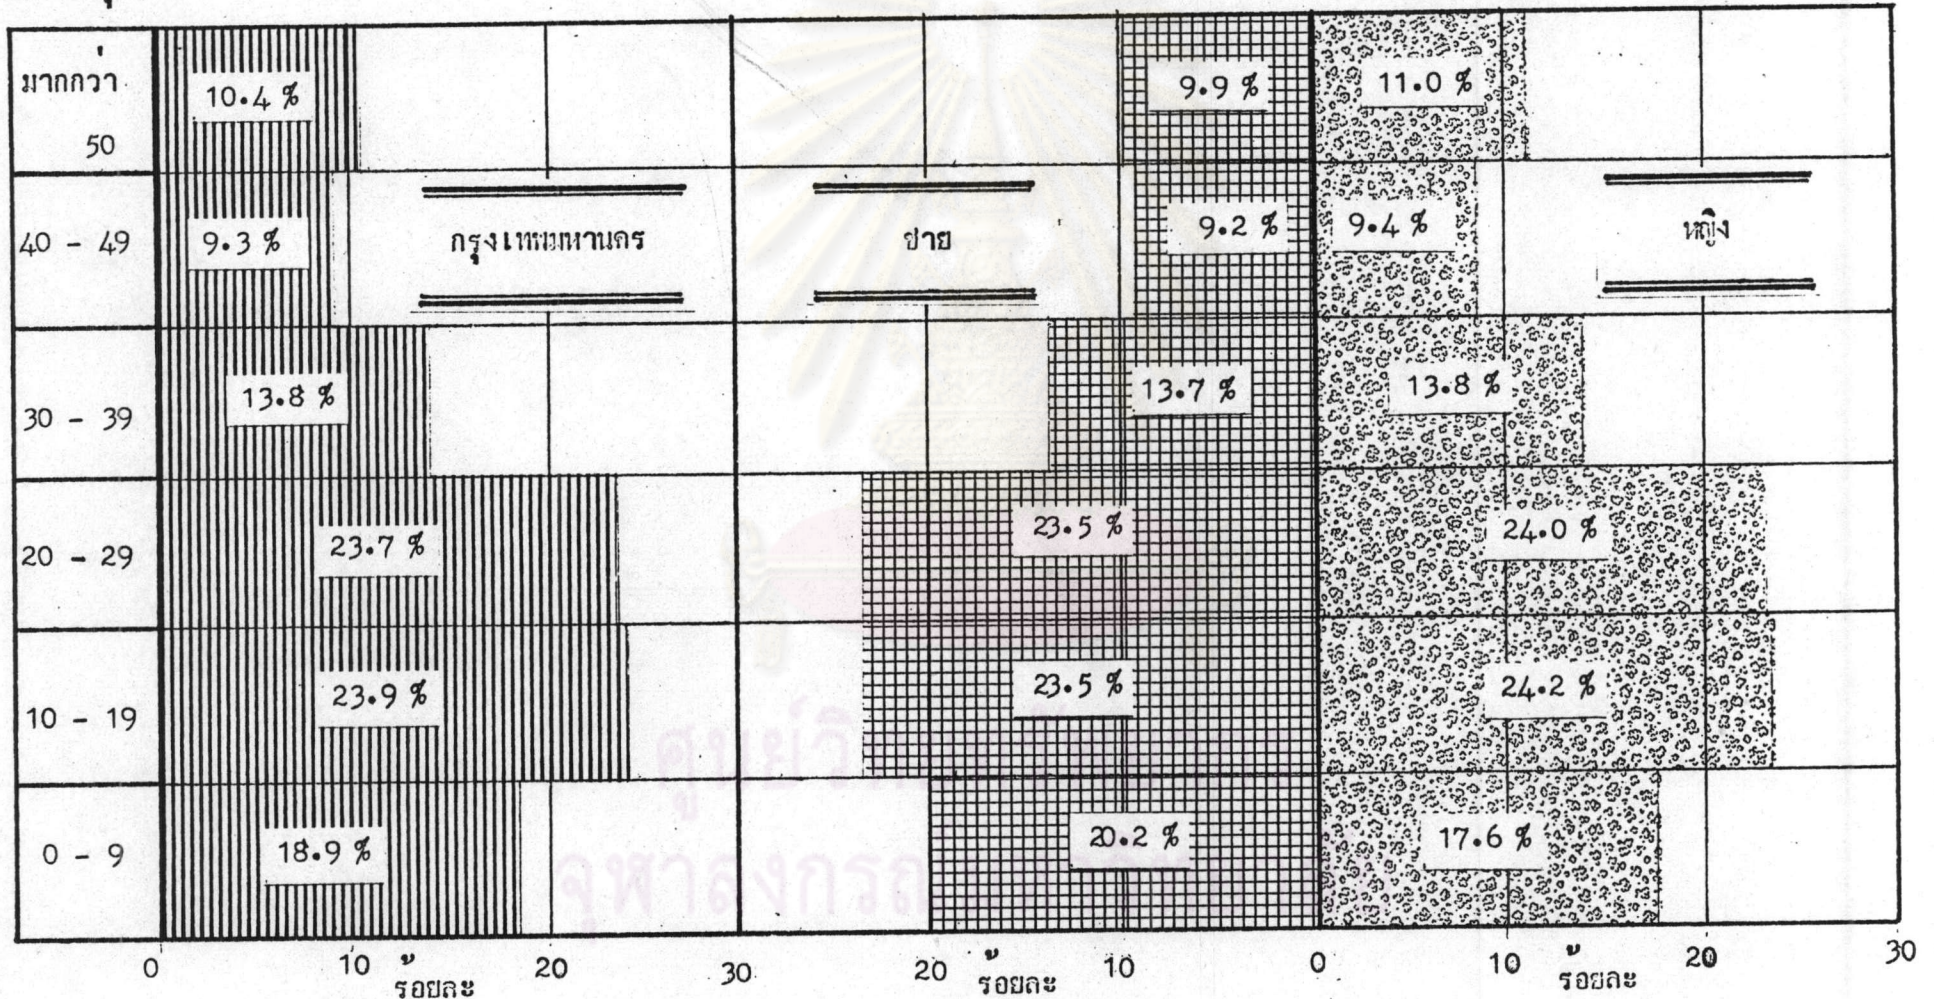 มากกว่า 50 10.4 % 9.9 % 11.0 %
40 - 49 9.3 % กรุงเทพมหานคร ชาย 9.2 % 9.4 % หญิง
30 - 39 13.8 % 13.7 % 13.8 %
20 - 29 23.7 % 23.5 % 24.0 %
10 - 19 23.9 % 23.5 % 24.2 %
0 - 9 18.9 % 20.2 % 17.6 %
0 10 20 30 20 10 0 10 20 30
ร้อยละ ร้อยละ ร้อยละ